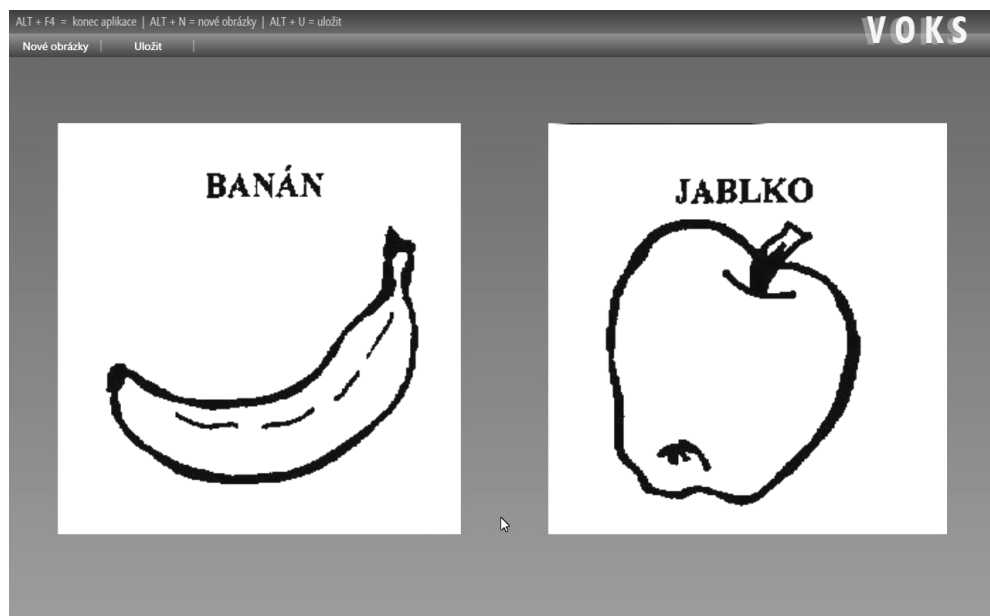 ALT + F4 = konec aplikace | ALT + N = nové obrázky | ALT + U = uložit
VOKS
Nové obrázky | Uložit |
BANÁN
JABLKO